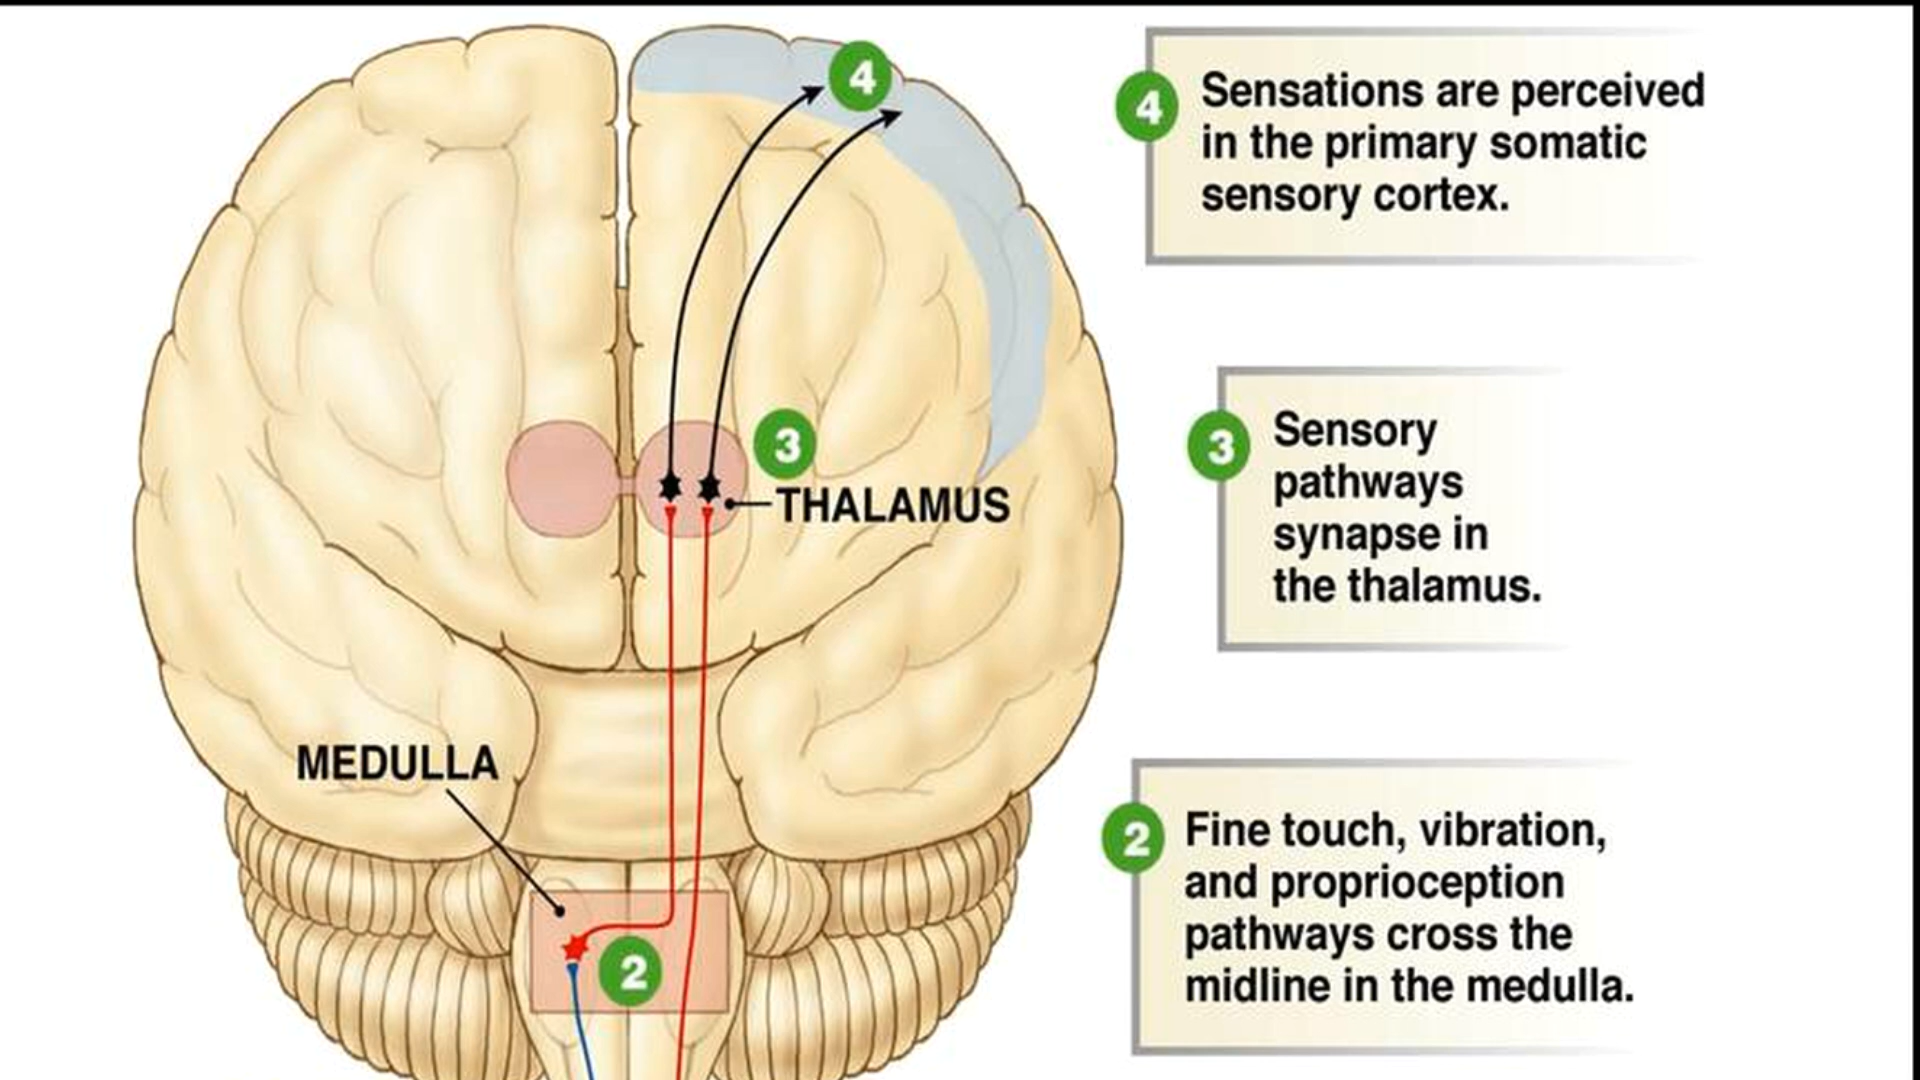 4
4
Sensations are perceived
in the primary somatic
sensory cortex.
3
THALAMUS
3
Sensory
pathways
synapse in
the thalamus.
MEDULLA
2
2
Fine touch, vibration,
and proprioception
pathways cross the
midline in the medulla.